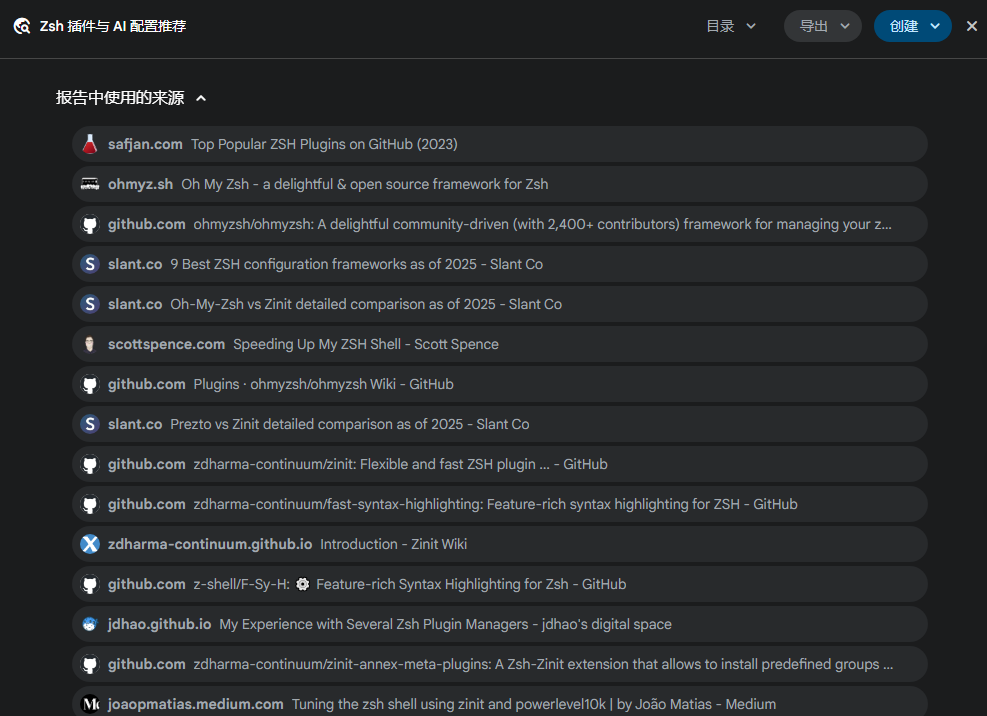 Zsh 插件与 AI 配置推荐 目录 导出 创建
报告中使用的来源
safjan.com Top Popular ZSH Plugins on GitHub (2023)
ohmyz.sh Oh My Zsh - a delightful & open source framework for Zsh
github.com ohmyzsh/ohmyzsh: A delightful community-driven (with 2,400+ contributors) framework for managing your z...
S slant.co 9 Best ZSH configuration frameworks as of 2025 - Slant Co
S slant.co Oh-My-Zsh vs Zinit detailed comparison as of 2025 - Slant Co
scottspence.com Speeding Up My ZSH Shell - Scott Spence
github.com Plugins · ohmyzsh/ohmyzsh Wiki - GitHub
S slant.co Prezto vs Zinit detailed comparison as of 2025 - Slant Co
github.com zdharma-continuum/zinit: Flexible and fast ZSH plugin ... - GitHub
github.com zdharma-continuum/fast-syntax-highlighting: Feature-rich syntax highlighting for ZSH - GitHub
zdharma-continuum.github.io Introduction - Zinit Wiki
github.com z-shell/F-Sy-H: ⚙️ Feature-rich Syntax Highlighting for Zsh - GitHub
jdhao.github.io My Experience with Several Zsh Plugin Managers - jdhao's digital space
github.com zdharma-continuum/zinit-annex-meta-plugins: A Zsh-Zinit extension that allows to install predefined groups ...
joaopmatias.medium.com Tuning the zsh shell using zinit and powerlevel10k | by João Matias - Medium